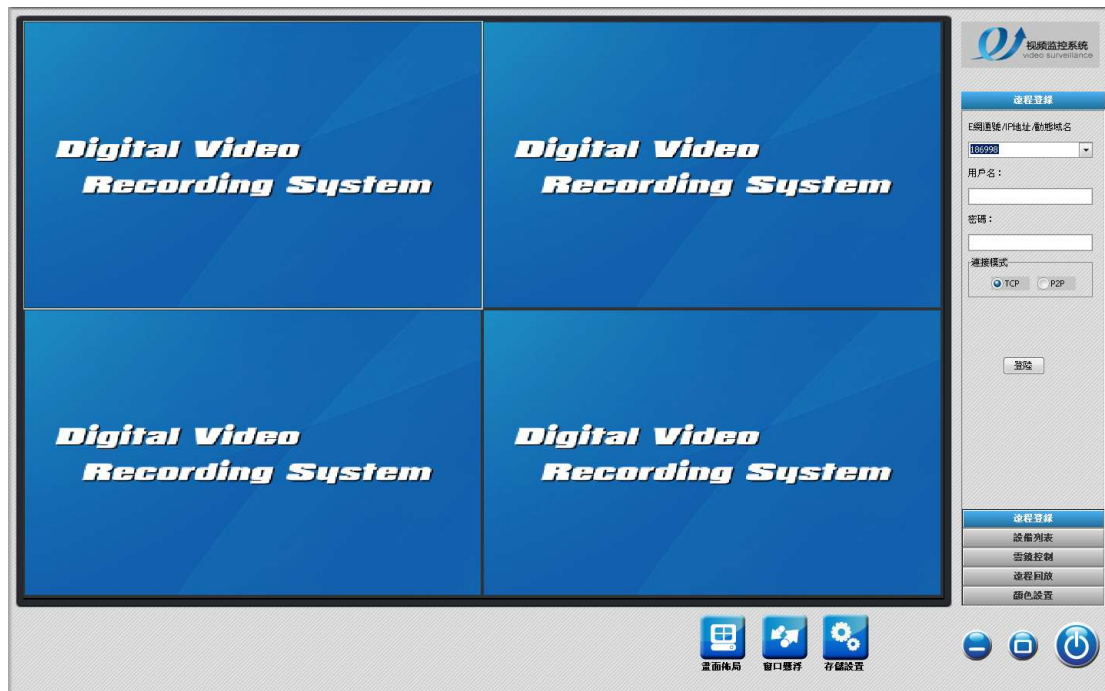 Digital Video
Recording System
Digital Video
Recording System
Digital Video
Recording System
Digital Video
Recording System
视频监控系统
video surveillance
遠程登錄
E網通號/IP地址/動態域名
186998
用戶名：
密碼：
連接模式
TCP
P2P
登陸
遠程登錄
設備列表
雲鏡控制
遠程回放
顏色設置
畫面佈局
窗口懸浮
存儲設置